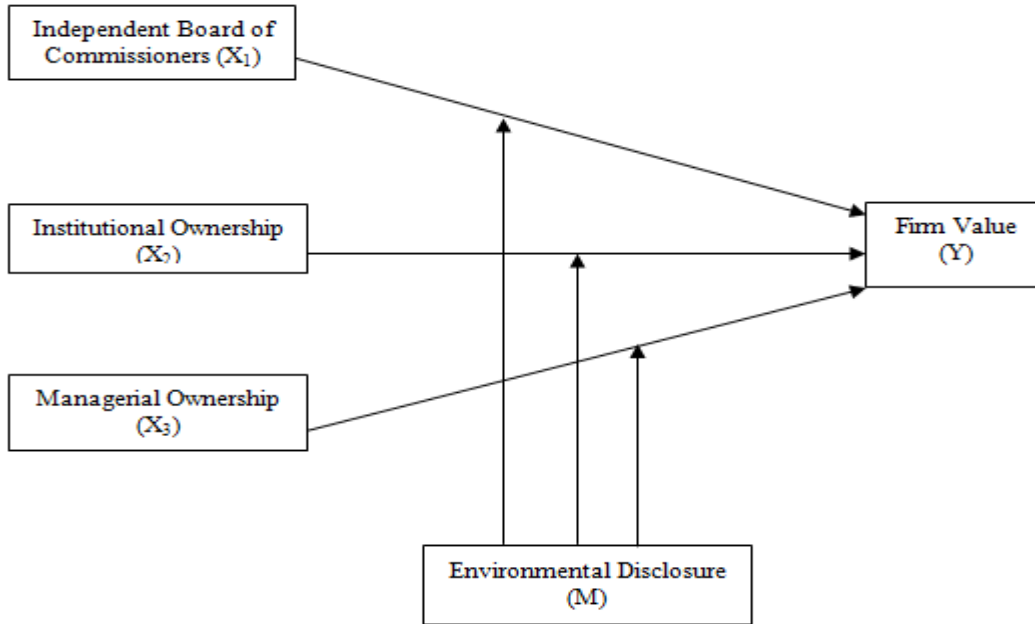 Independent Board of
Commissioners (X₁)
Institutional Ownership
(X₂)
Firm Value
(Y)
Managerial Ownership
(X₃)
Environmental Disclosure
(M)